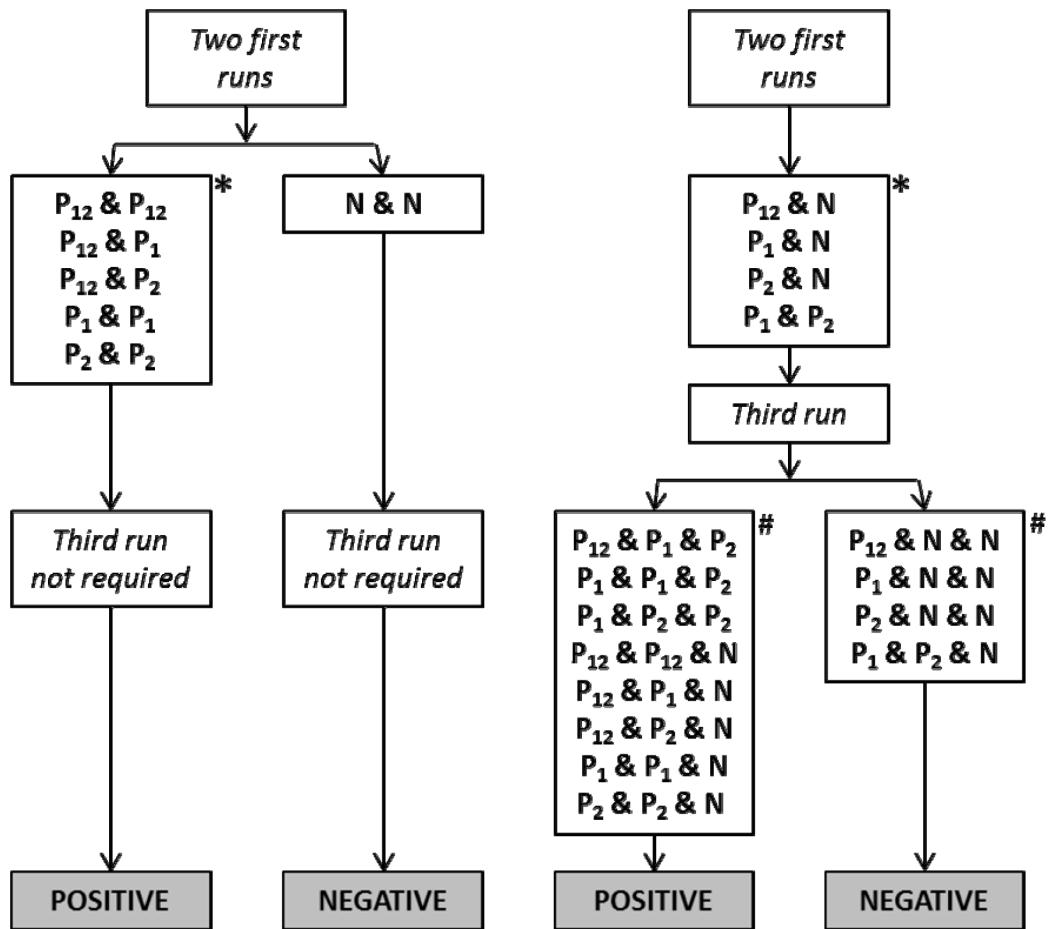 Two first
runs
P₁₂ & P₁₂
P₁₂ & P₁
P₁₂ & P₂
P₁ & P₁
P₂ & P₂
*
N & N
Third run
not required
Third run
not required
POSITIVE
NEGATIVE
Two first
runs
P₁₂ & N
P₁ & N
P₂ & N
P₁ & P₂
*
Third run
P₁₂ & P₁ & P₂
P₁ & P₁ & P₂
P₁ & P₂ & P₂
P₁₂ & P₁₂ & N
P₁₂ & P₁ & N
P₁₂ & P₂ & N
P₁ & P₁ & N
P₂ & P₂ & N
#
P₁₂ & N & N
P₁ & N & N
P₂ & N & N
P₁ & P₂ & N
#
POSITIVE
NEGATIVE